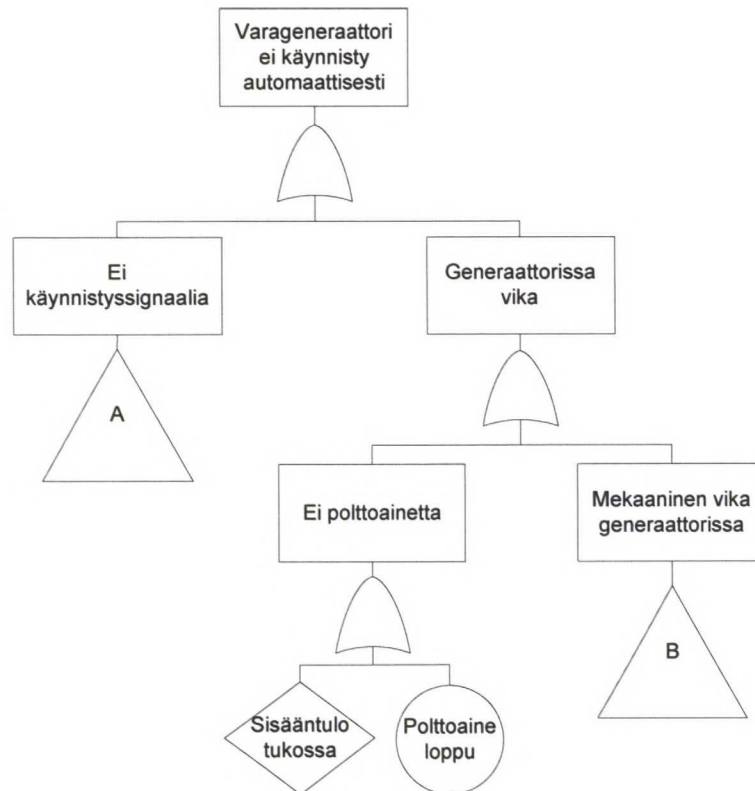 Varageneraattori
ei käynnisty
automaattisesti
Ei
käynnistyssignaalia
Generaattorissa
vika
A
Ei polttoainetta
Mekaaninen vika
generaattorissa
B
Sisääntulo
tukossa
Polttoaine
loppu